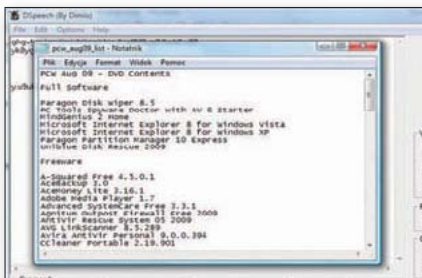 DSpeech (By Dimio)
File Edit Options Help
pcw_aug09_list - Notatnik
Plik Edycja Format Widok Pomoc
PCW Aug 09 - DVD Contents
Full Software
Paragon Disk Wiper 8.5
PC Tools Spyware Doctor with AV 6 Starter
MindGenius 2 Home
Microsoft Internet Explorer 8 for Windows Vista
Microsoft Internet Explorer 8 for Windows XP
Paragon Partition Manager 10 Express
Uniblue Disk Rescue 2009
Freeware
A-Squared Free 4.5.0.1
AceBackup 3.0
AceMoney Lite 3.16.1
Adobe Media Player 1.7
Advanced SystemCare Free 3.3.1
Agnitum Outpost Firewall Free 2009
AntiVir Rescue System 05 2009
AVG LinkScanner 8.5.289
Avira AntiVir Personal 9.0.0.394
CCleaner Portable 2.19.901